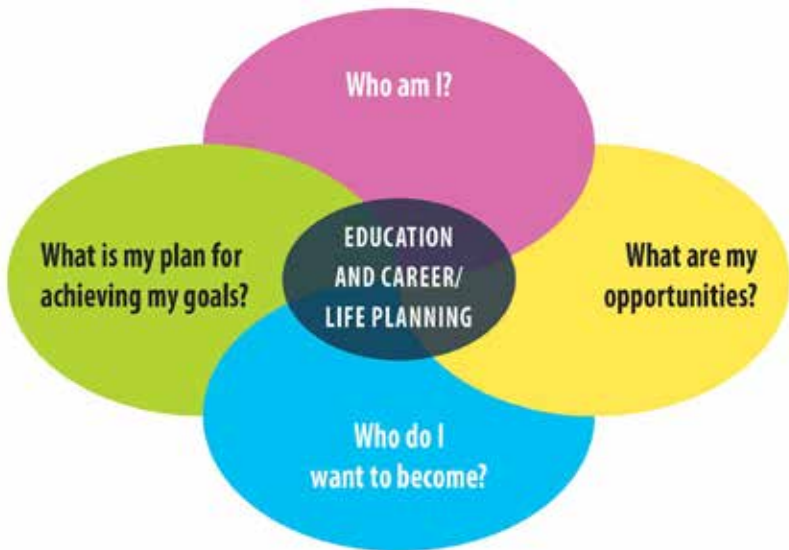 Who am I?
What is my plan for
achieving my goals?
EDUCATION
AND CAREER/
LIFE PLANNING
What are my
opportunities?
Who do I
want to become?